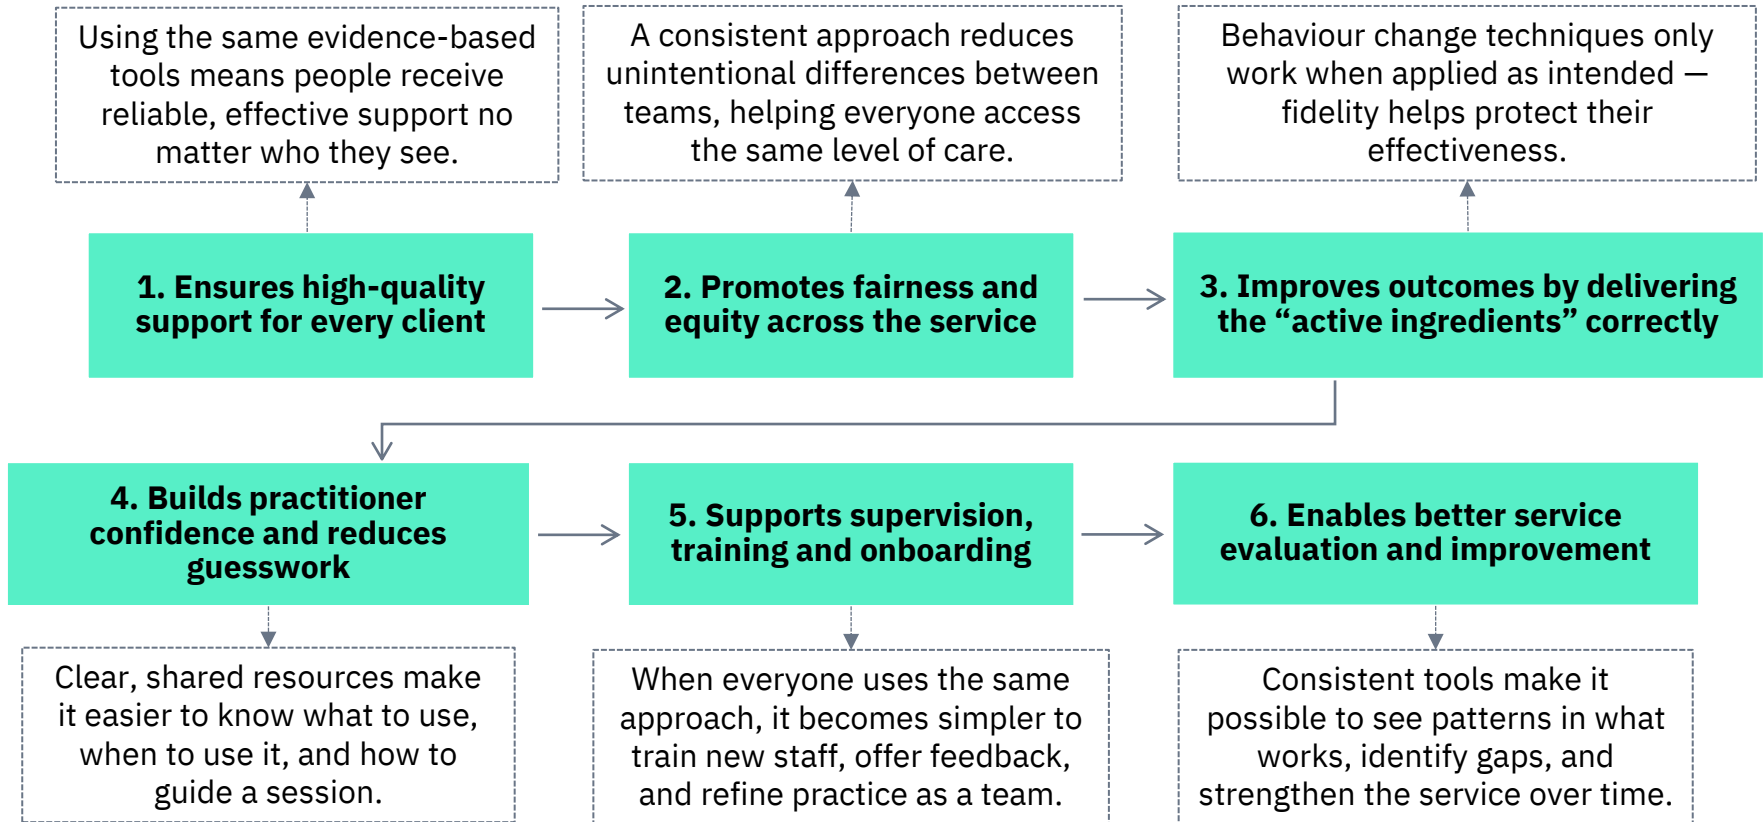 Using the same evidence-based
tools means people receive
reliable, effective support no
matter who they see.
A consistent approach reduces
unintentional differences between
teams, helping everyone access
the same level of care.
Behaviour change techniques only
work when applied as intended —
fidelity helps protect their
effectiveness.
1. Ensures high-quality
support for every client
2. Promotes fairness and
equity across the service
3. Improves outcomes by delivering
the “active ingredients” correctly
4. Builds practitioner
confidence and reduces
guesswork
5. Supports supervision,
training and onboarding
6. Enables better service
evaluation and improvement
Clear, shared resources make
it easier to know what to use,
when to use it, and how to
guide a session.
When everyone uses the same
approach, it becomes simpler to
train new staff, offer feedback,
and refine practice as a team.
Consistent tools make it
possible to see patterns in what
works, identify gaps, and
strengthen the service over time.